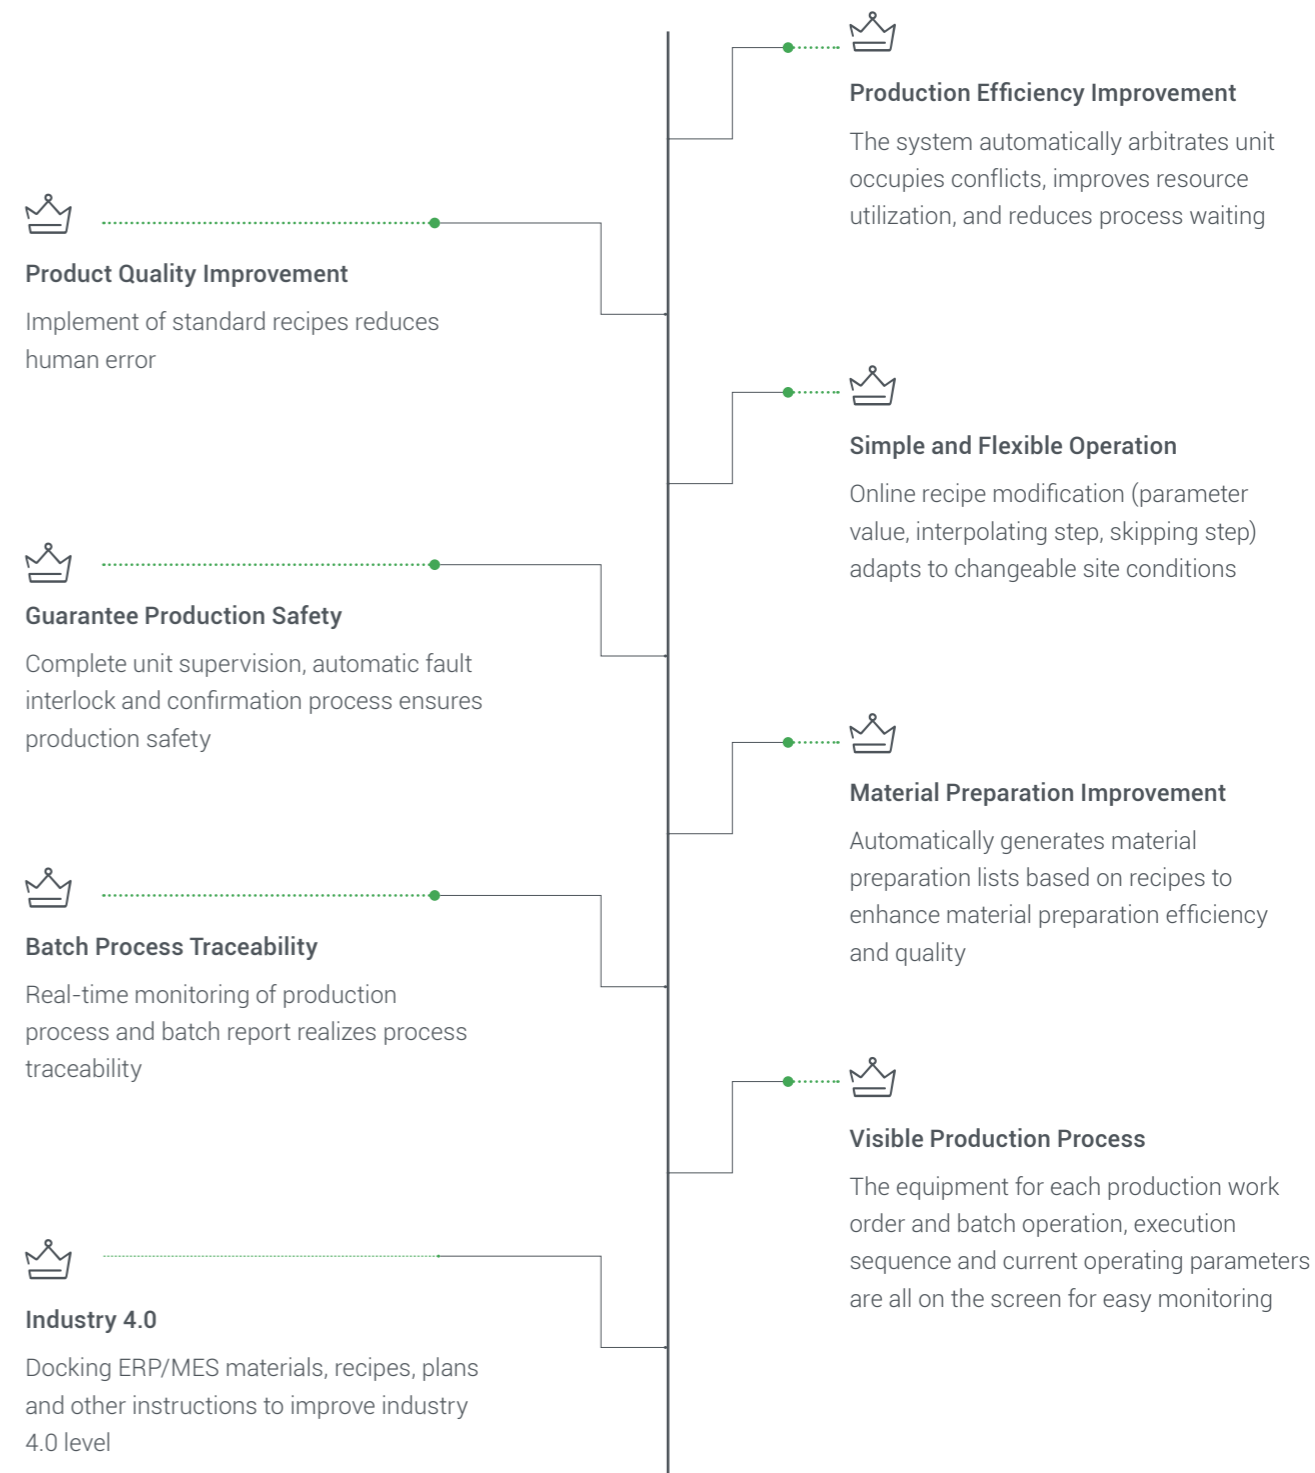 Production Efficiency Improvement
The system automatically arbitrates unit
occupies conflicts, improves resource
utilization, and reduces process waiting
Product Quality Improvement
Implement of standard recipes reduces
human error
Simple and Flexible Operation
Online recipe modification (parameter
value, interpolating step, skipping step)
adapts to changeable site conditions
Guarantee Production Safety
Complete unit supervision, automatic fault
interlock and confirmation process ensures
production safety
Material Preparation Improvement
Automatically generates material
preparation lists based on recipes to
enhance material preparation efficiency
and quality
Batch Process Traceability
Real-time monitoring of production
process and batch report realizes process
traceability
Visible Production Process
The equipment for each production work
order and batch operation, execution
sequence and current operating parameters
are all on the screen for easy monitoring
Industry 4.0
Docking ERP/MES materials, recipes, plans
and other instructions to improve industry
4.0 level